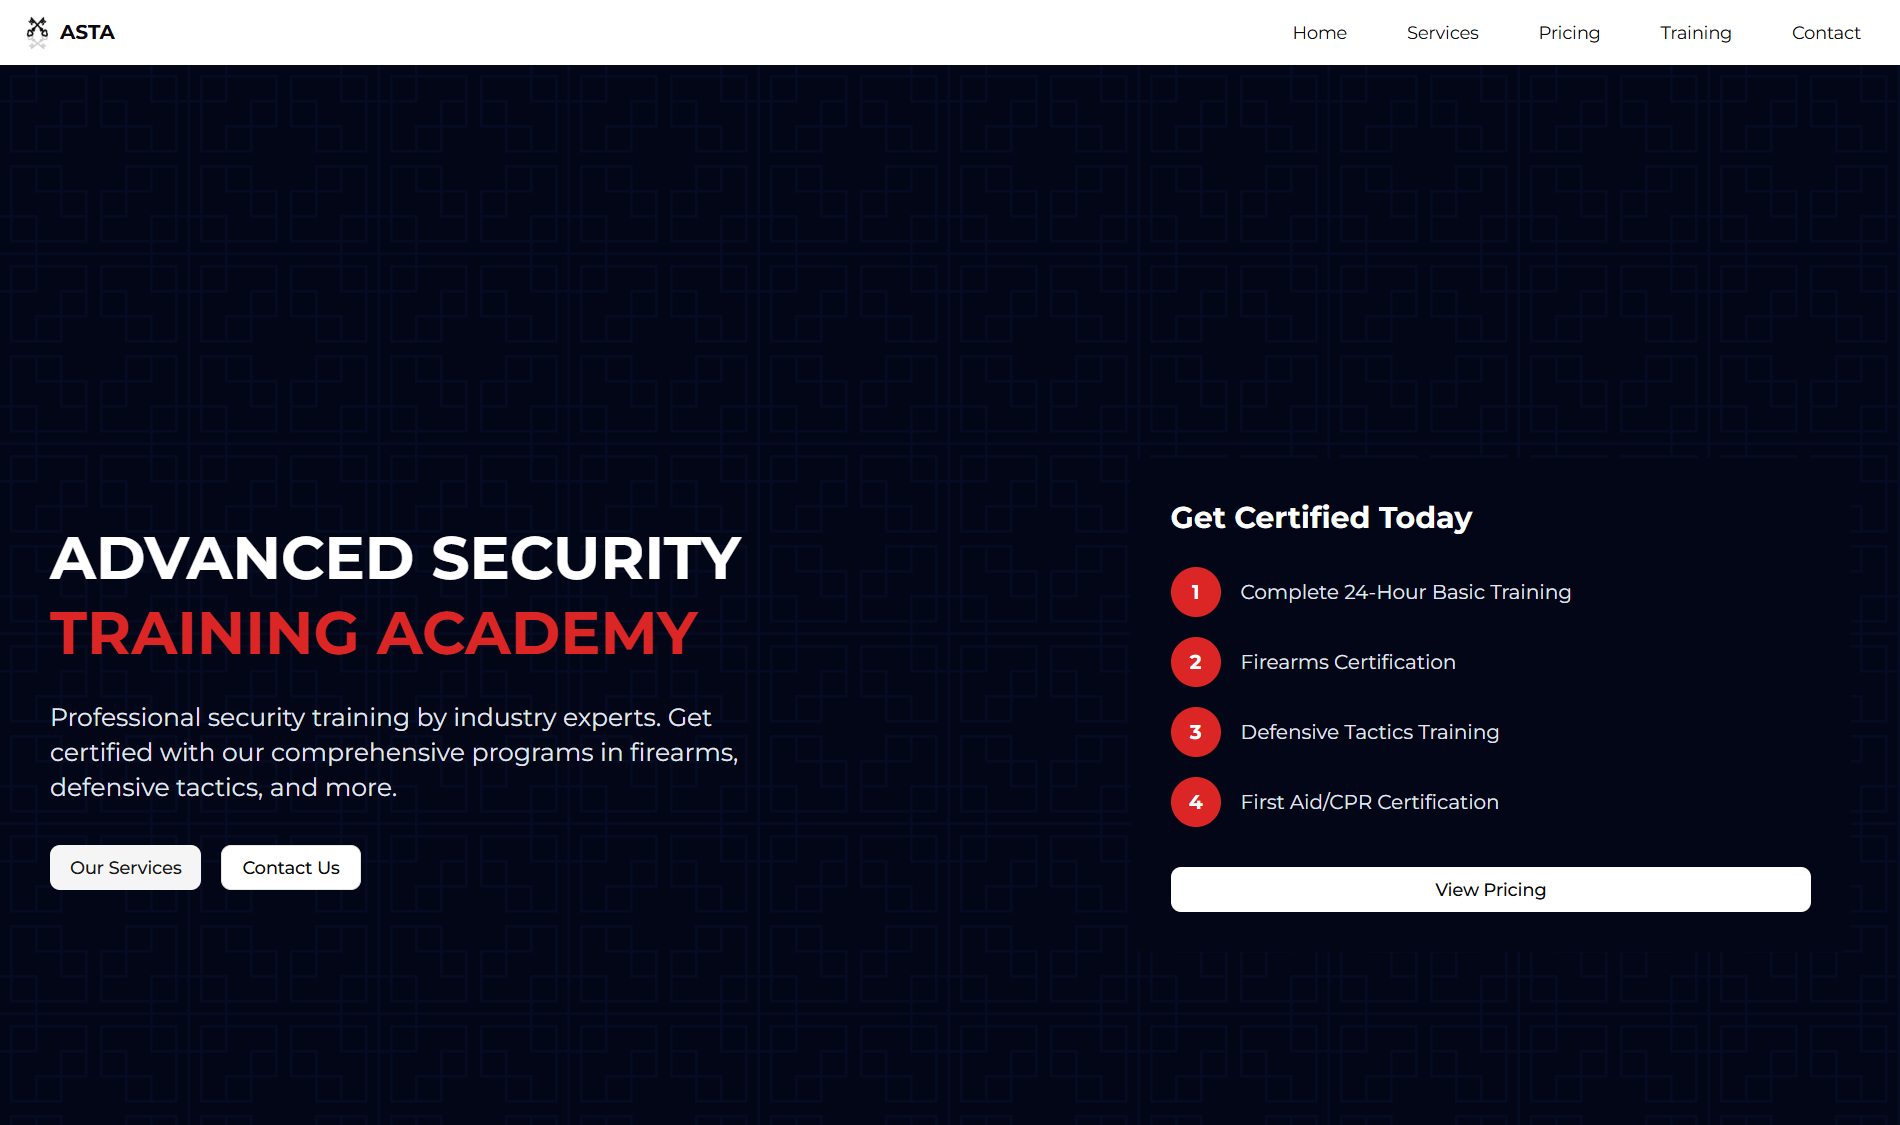 ASTA
Home
Services
Pricing
Training
Contact
ADVANCED SECURITY
TRAINING ACADEMY
Professional security training by industry experts. Get
certified with our comprehensive programs in firearms,
defensive tactics, and more.
Our Services
Contact Us
Get Certified Today
1 Complete 24-Hour Basic Training
2 Firearms Certification
3 Defensive Tactics Training
4 First Aid/CPR Certification
View Pricing